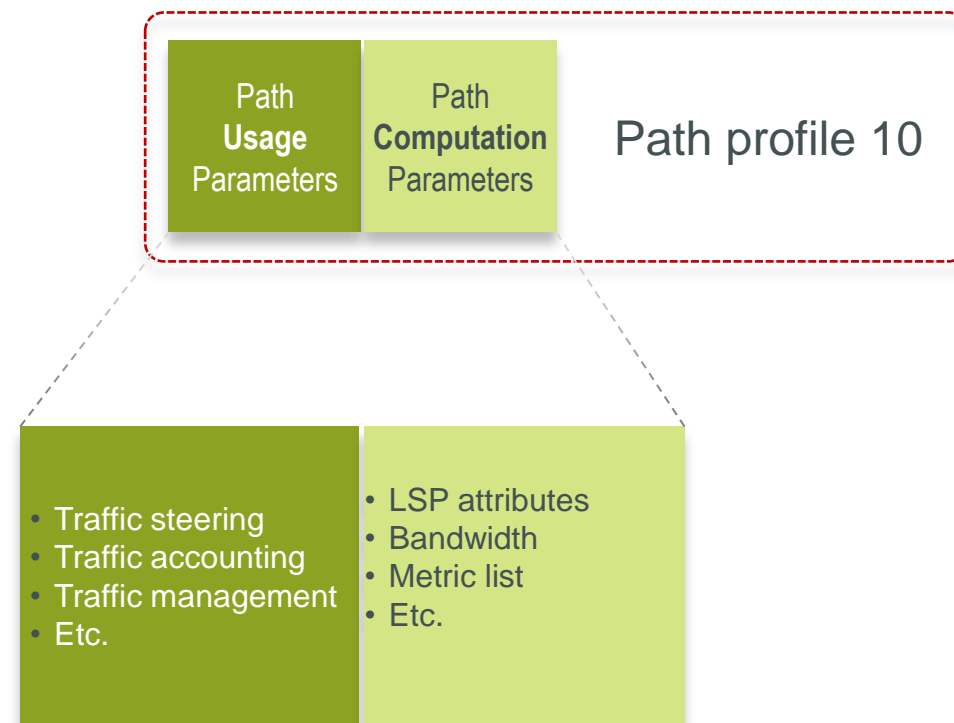 Path
Usage
Parameters
Path
Computation
Parameters
Path profile 10
• Traffic steering
• Traffic accounting
• Traffic management
• Etc.
• LSP attributes
• Bandwidth
• Metric list
• Etc.